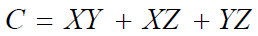 C = XY + XZ + YZ